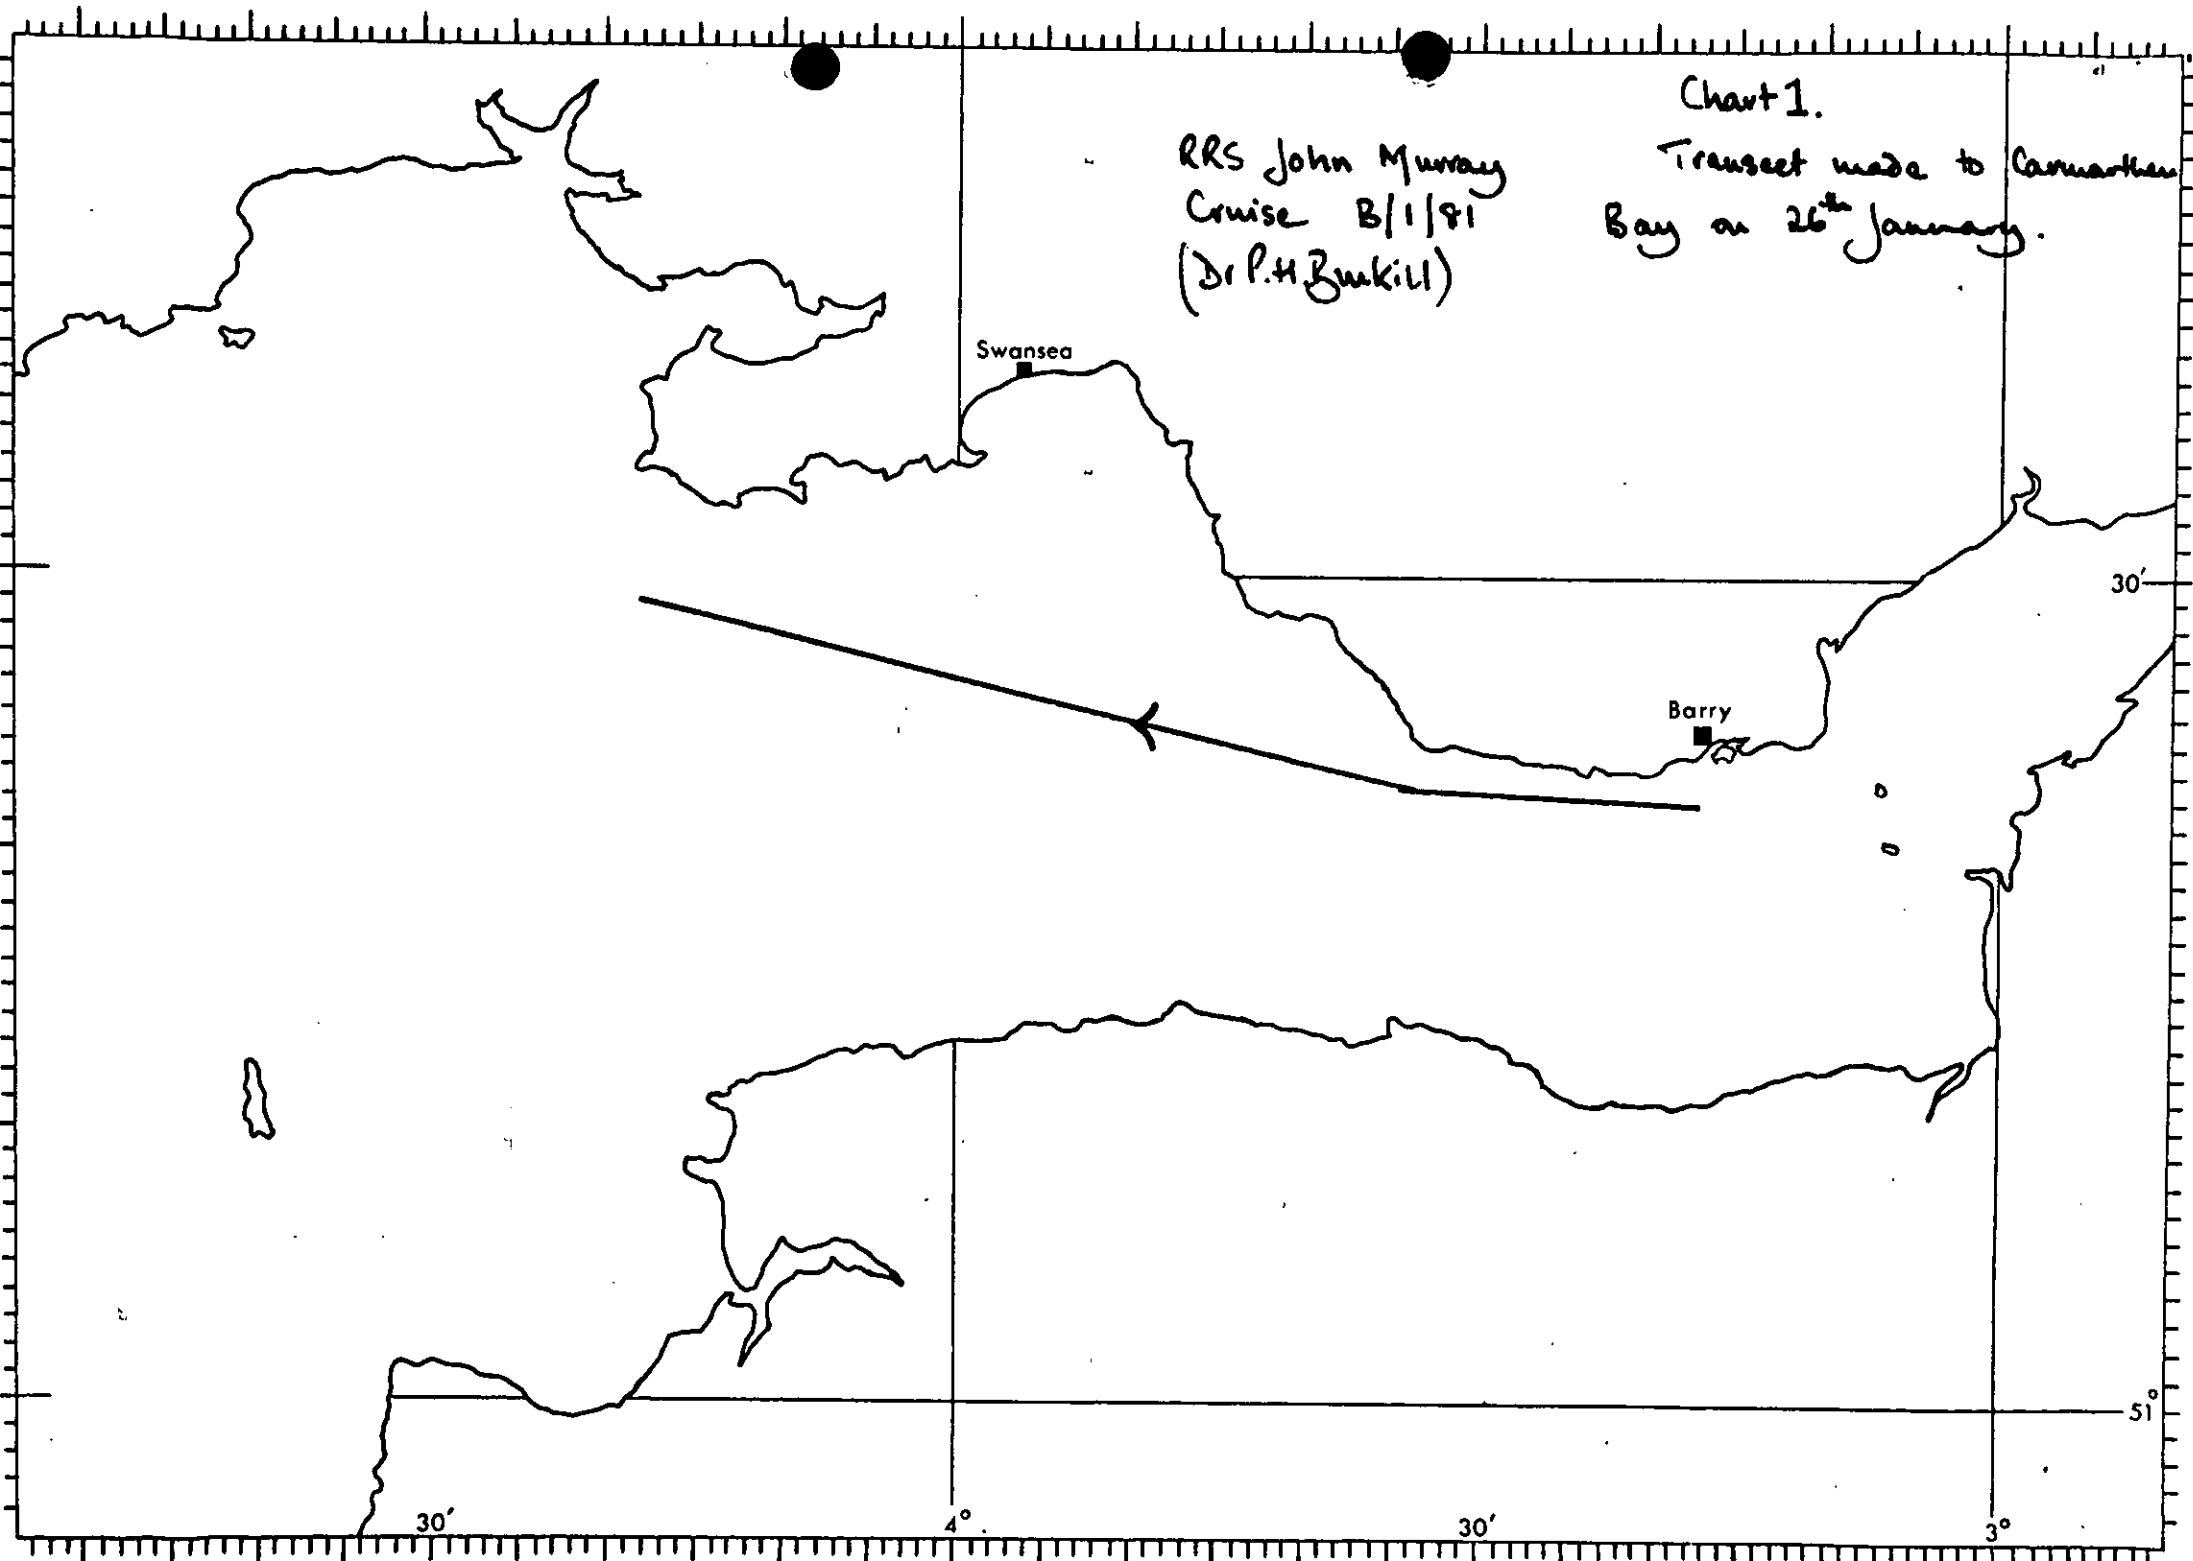 Chart 1.
RRS John Murray
Cruise B/1/81
(Dr P.H. Burkill)
Transect made to Carmarthen
Bay on 26th January.
Swansea
30'
Barry
51°
30'
4°
30'
3°